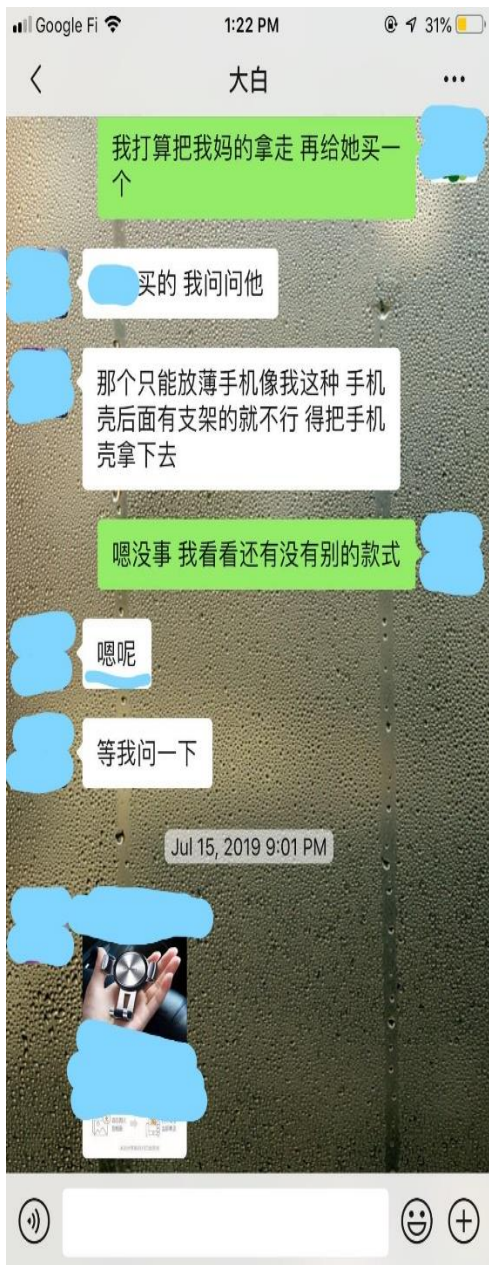 Google Fi 1:22 PM 31%
大白
我打算把我妈的拿走 再给她买一
个
买的 我问问他
那个只能放薄手机像我这种 手机
壳后面有支架的就不行 得把手机
壳拿下去
嗯没事 我看看还有没有别的款式
嗯呢
等我问一下
Jul 15, 2019 9:01 PM